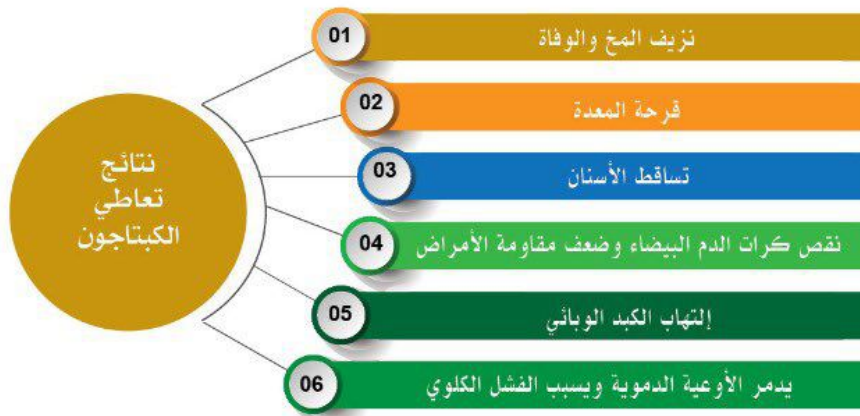 نتائج
تعاطي
الكبتاجون
01 نزيف المخ والوفاة
02 قرحة المعدة
03 تساقط الأسنان
04 نقص كرات الدم البيضاء وضعف مقاومة الأمراض
05 إلتهاب الكبد الوبائي
06 يدمر الأوعية الدموية ويسبب الفشل الكلوي